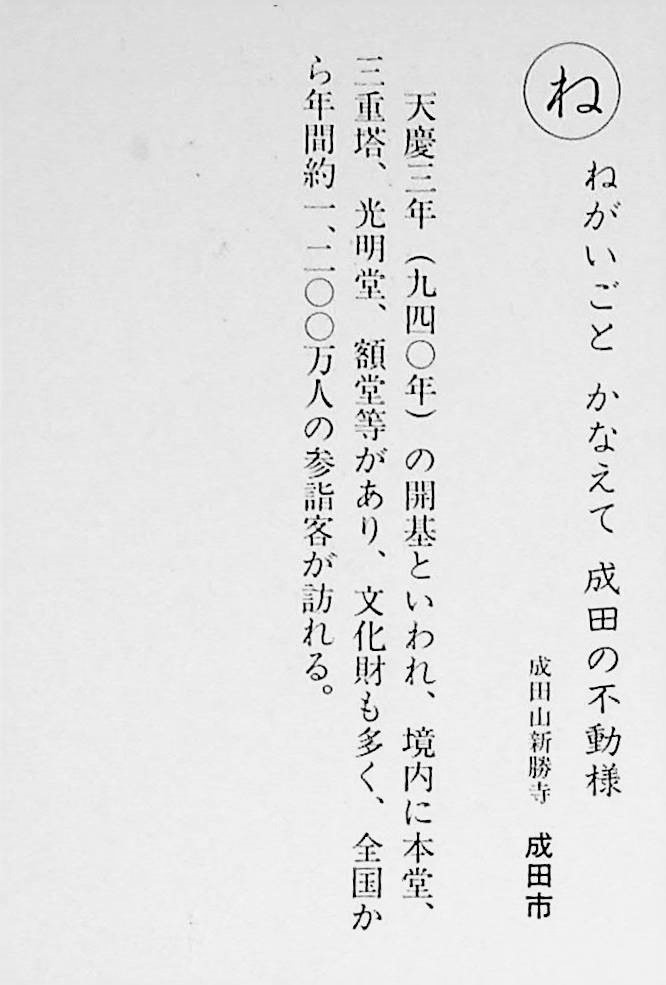 ね
ねがいごと かなえて 成田の不動様
成田山新勝寺 成田市
天慶三年（九四〇年）の開基といわれ、境内に本堂、
三重塔、光明堂、額堂等があり、文化財も多く、全国か
ら年間約一、二〇〇万人の参詣客が訪れる。